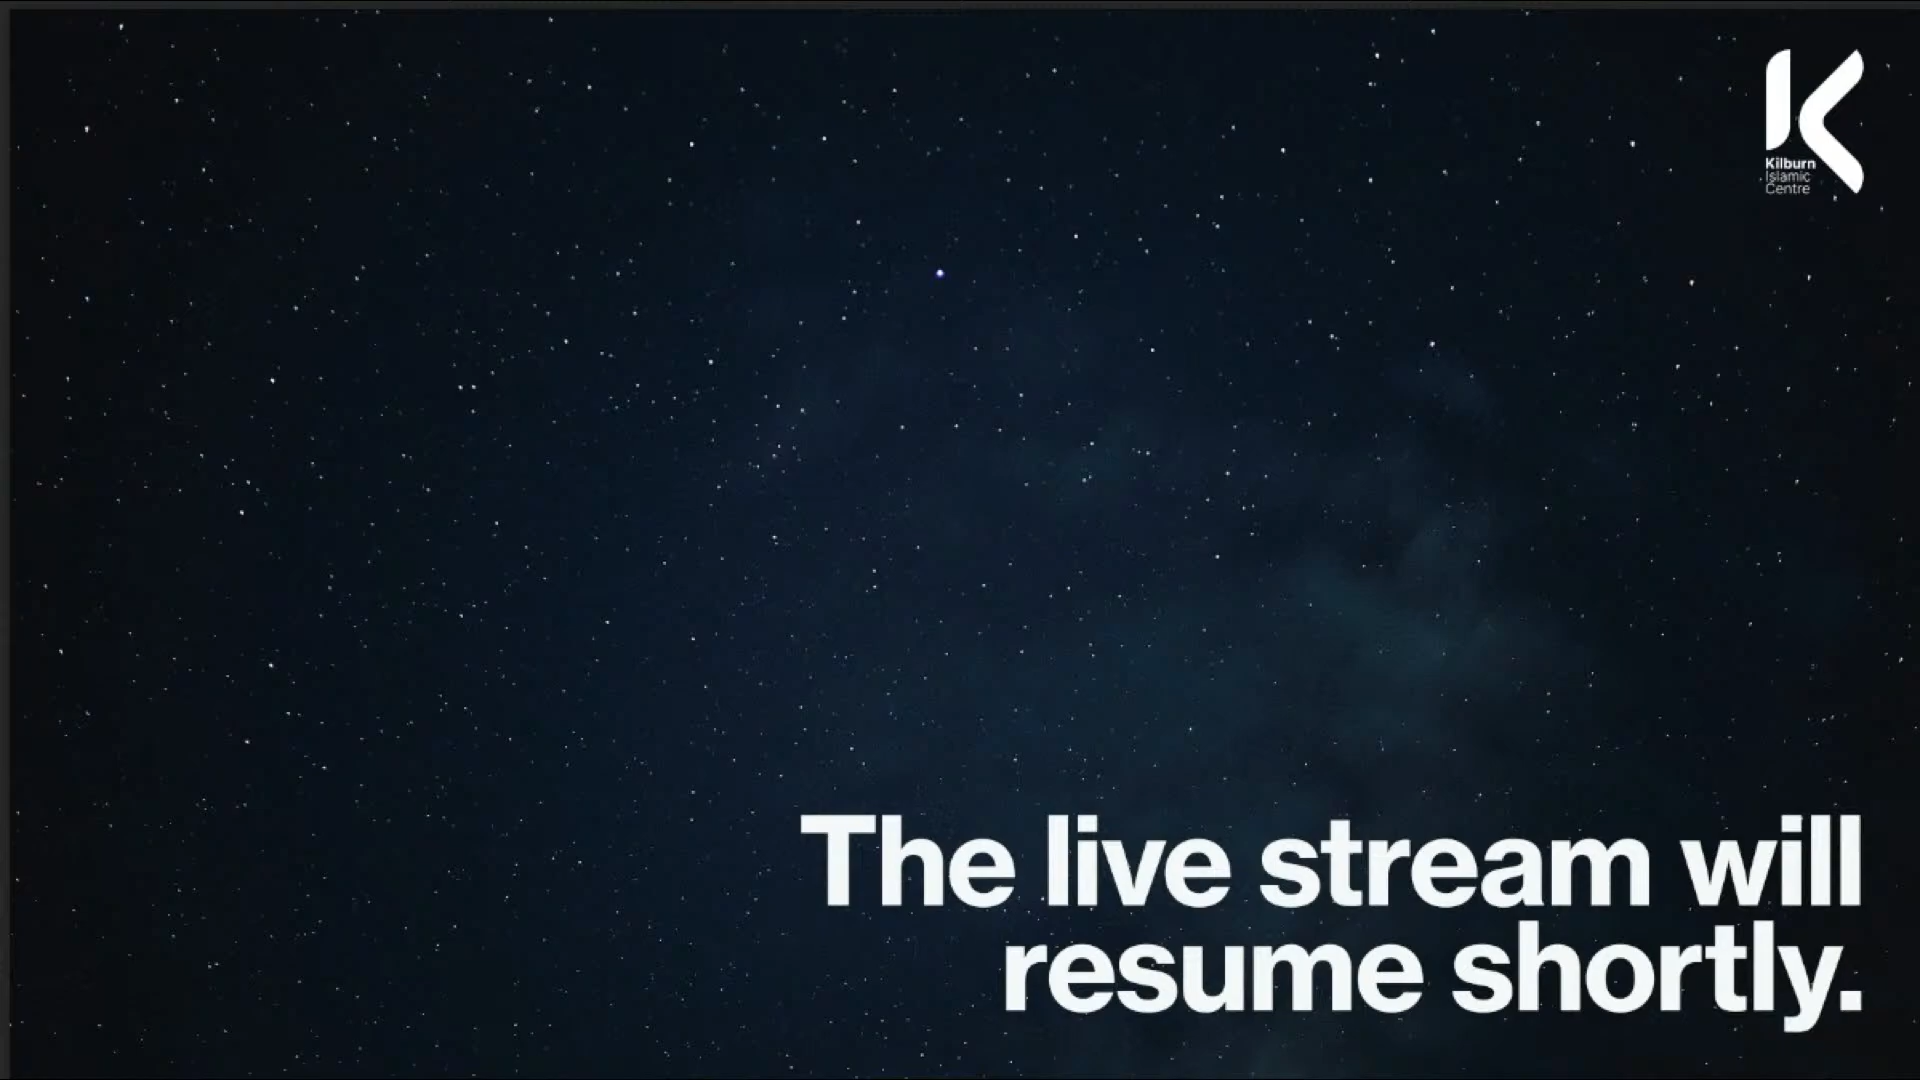 Kilburn
Islamic
Centre
The live stream will
resume shortly.